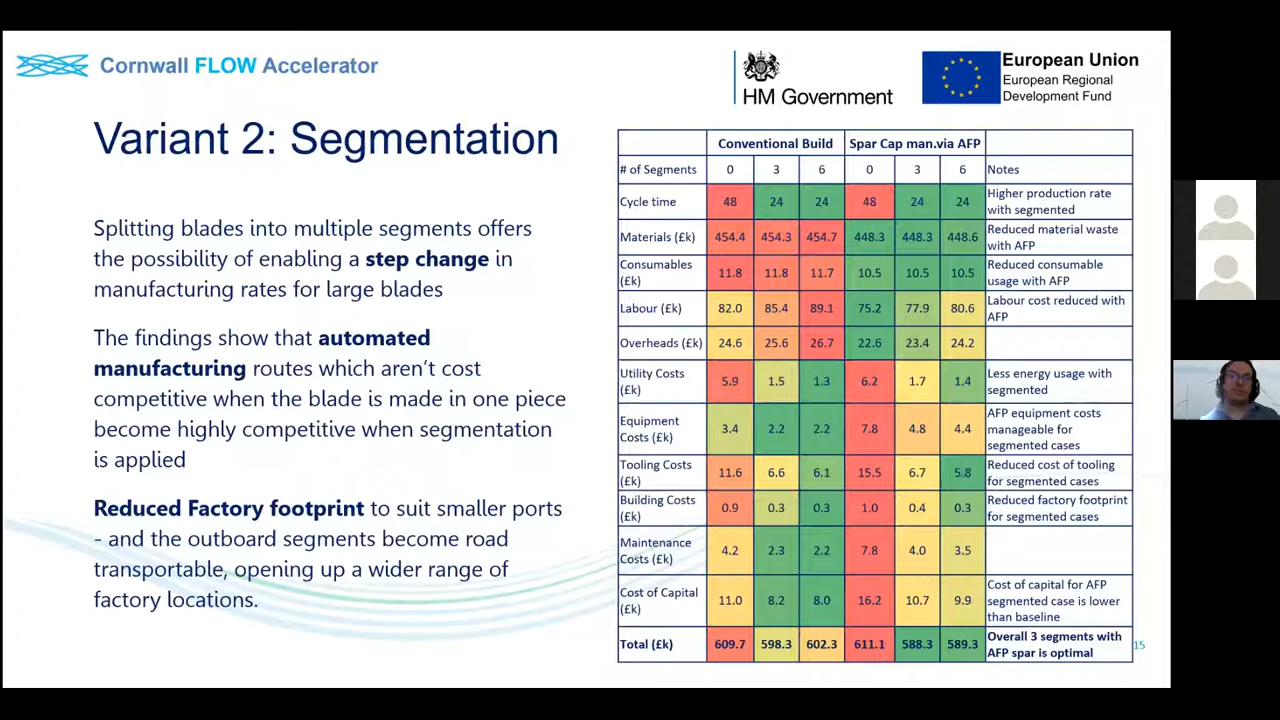 Cornwall FLOW Accelerator
HM Government
European Union
European Regional
Development Fund
Variant 2: Segmentation
Splitting blades into multiple segments offers
the possibility of enabling a step change in
manufacturing rates for large blades
The findings show that automated
manufacturing routes which aren't cost
competitive when the blade is made in one piece
become highly competitive when segmentation
is applied
Reduced Factory footprint to suit smaller ports
- and the outboard segments become road
transportable, opening up a wider range of
factory locations.
Conventional Build Spar Cap man.via AFP
# of Segments 0 3 6 0 3 6 Notes
Cycle time 48 24 24 48 24 24 Higher production rate
with segmented
Materials (£k) 454.4 454.3 454.7 448.3 448.3 448.6 Reduced material waste
with AFP
Consumables
(£k) 11.8 11.8 11.7 10.5 10.5 10.5 Reduced consumable
usage with AFP
Labour (£k) 82.0 85.4 89.1 75.2 77.9 80.6 Labour cost reduced with
AFP
Overheads (£k) 24.6 25.6 26.7 22.6 23.4 24.2
Utility Costs
(£k) 5.9 1.5 1.3 6.2 1.7 1.4 Less energy usage with
segmented
Equipment
Costs (£k) 3.4 2.2 2.2 7.8 4.8 4.4 AFP equipment costs
manageable for
segmented cases
Tooling Costs
(£k) 11.6 6.6 6.1 15.5 6.7 5.8 Reduced cost of tooling
for segmented cases
Building Costs
(£k) 0.9 0.3 0.3 1.0 0.4 0.3 Reduced factory footprint
for segmented cases
Maintenance
Costs (£k) 4.2 2.3 2.2 7.8 4.0 3.5
Cost of Capital
(£k) 11.0 8.2 8.0 16.2 10.7 9.9 Cost of capital for AFP
segmented case is lower
than baseline
Total (£k) 609.7 598.3 602.3 611.1 588.3 589.3 Overall 3 segments with
AFP spar is optimal
15